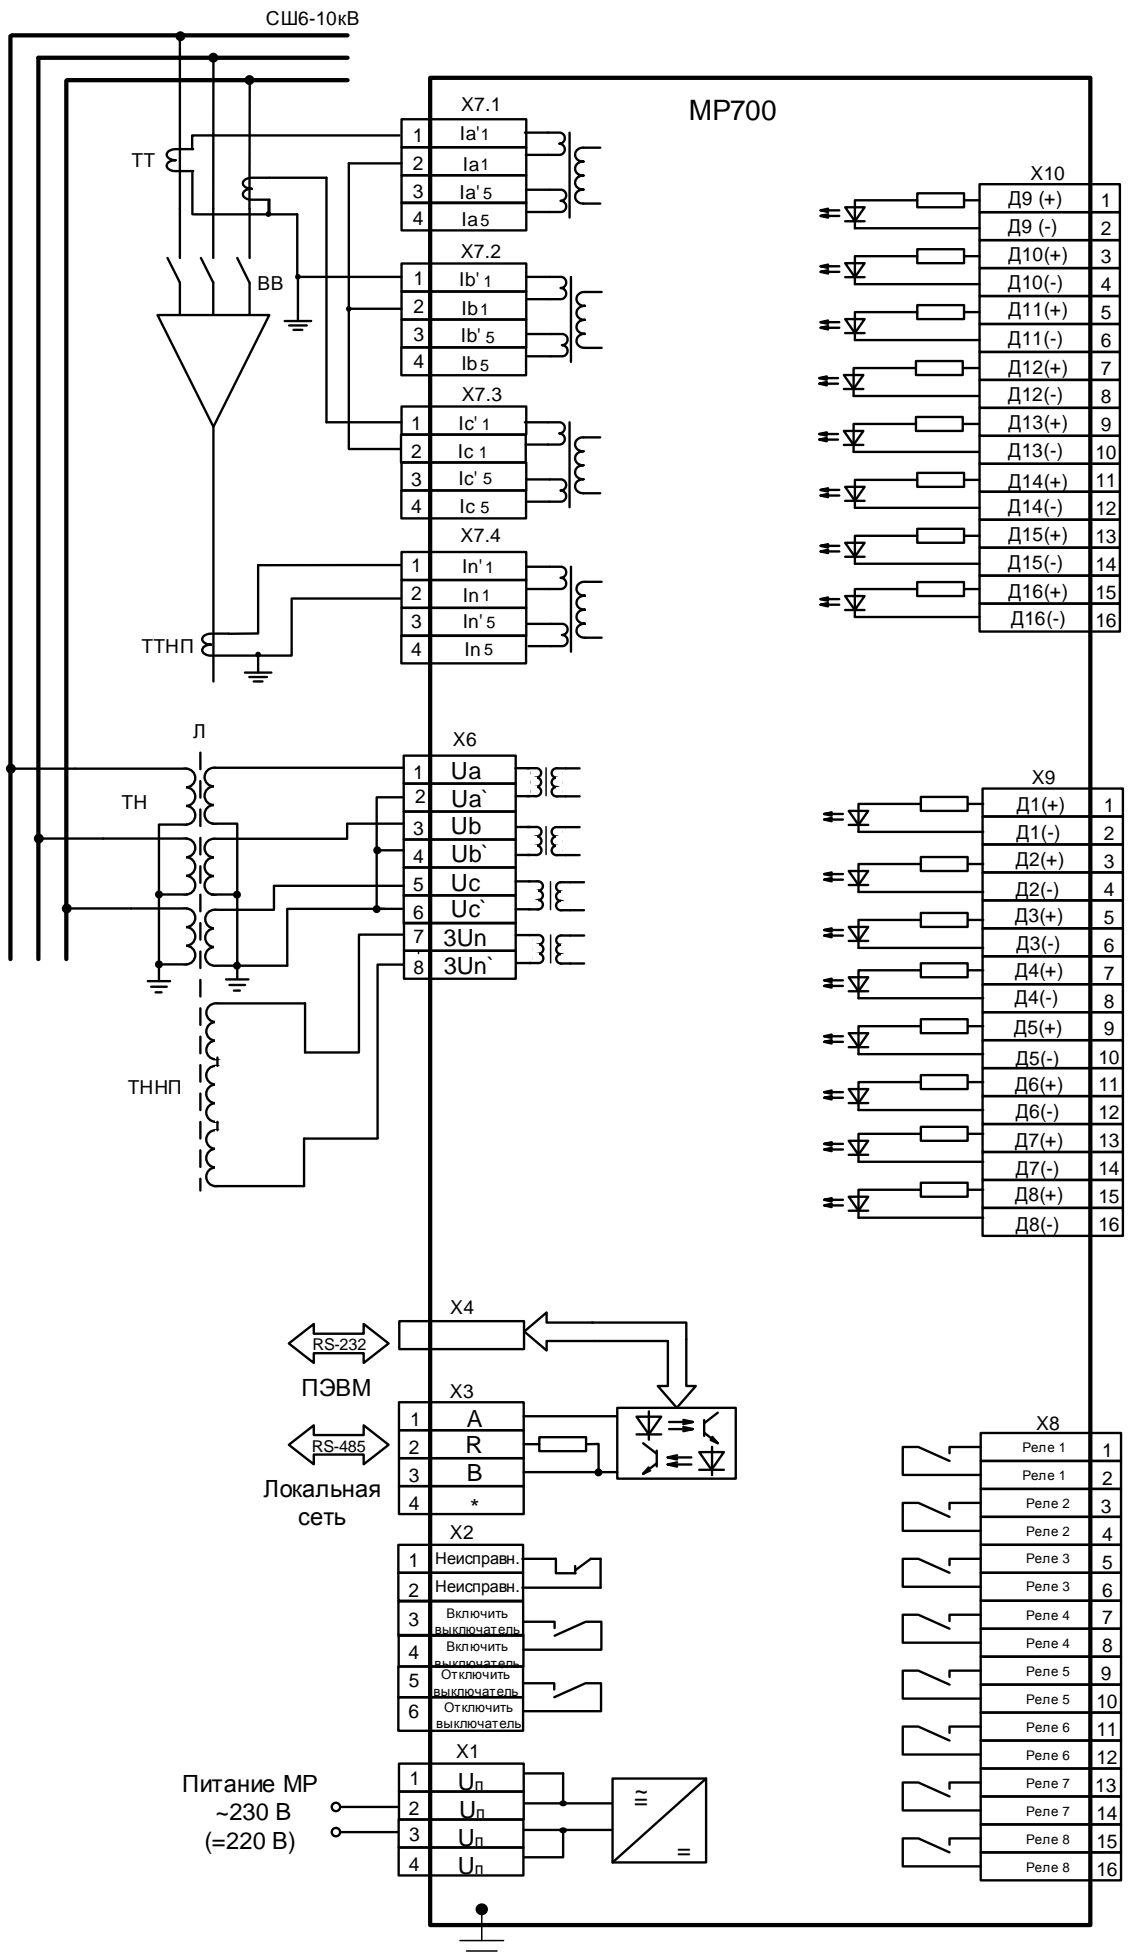 СШ6-10кВ
МР700
ТТ
ВВ
ТТНП
X7.1
1 Ia'1
2 Ia1
3 Ia'5
4 Ia5
X7.2
1 Ib'1
2 Ib1
3 Ib'5
4 Ib5
X7.3
1 Ic'1
2 Ic1
3 Ic'5
4 Ic5
X7.4
1 In'1
2 In1
3 In'5
4 In5
X10
Д9 (+) 1
Д9 (-) 2
Д10(+) 3
Д10(-) 4
Д11(+) 5
Д11(-) 6
Д12(+) 7
Д12(-) 8
Д13(+) 9
Д13(-) 10
Д14(+) 11
Д14(-) 12
Д15(+) 13
Д15(-) 14
Д16(+) 15
Д16(-) 16
Л
ТН
ТННП
X6
1 Ua
2 Ua`
3 Ub
4 Ub`
5 Uc
6 Uc`
7 3Un
8 3Un`
X9
Д1(+) 1
Д1(-) 2
Д2(+) 3
Д2(-) 4
Д3(+) 5
Д3(-) 6
Д4(+) 7
Д4(-) 8
Д5(+) 9
Д5(-) 10
Д6(+) 11
Д6(-) 12
Д7(+) 13
Д7(-) 14
Д8(+) 15
Д8(-) 16
X4
RS-232
ПЭВМ
X3
RS-485
Локальная
сеть
1 A
2 R
3 B
4 *
X2
1 Неисправн.
2 Неисправн.
3 Включить
выключатель
4 Включить
выключатель
5 Отключить
выключатель
6 Отключить
выключатель
X1
1 Uп
2 Uп
3 Uп
4 Uп
Питание МР
~230 В
(=220 В)
≂
=
X8
Реле 1 1
Реле 1 2
Реле 2 3
Реле 2 4
Реле 3 5
Реле 3 6
Реле 4 7
Реле 4 8
Реле 5 9
Реле 5 10
Реле 6 11
Реле 6 12
Реле 7 13
Реле 7 14
Реле 8 15
Реле 8 16